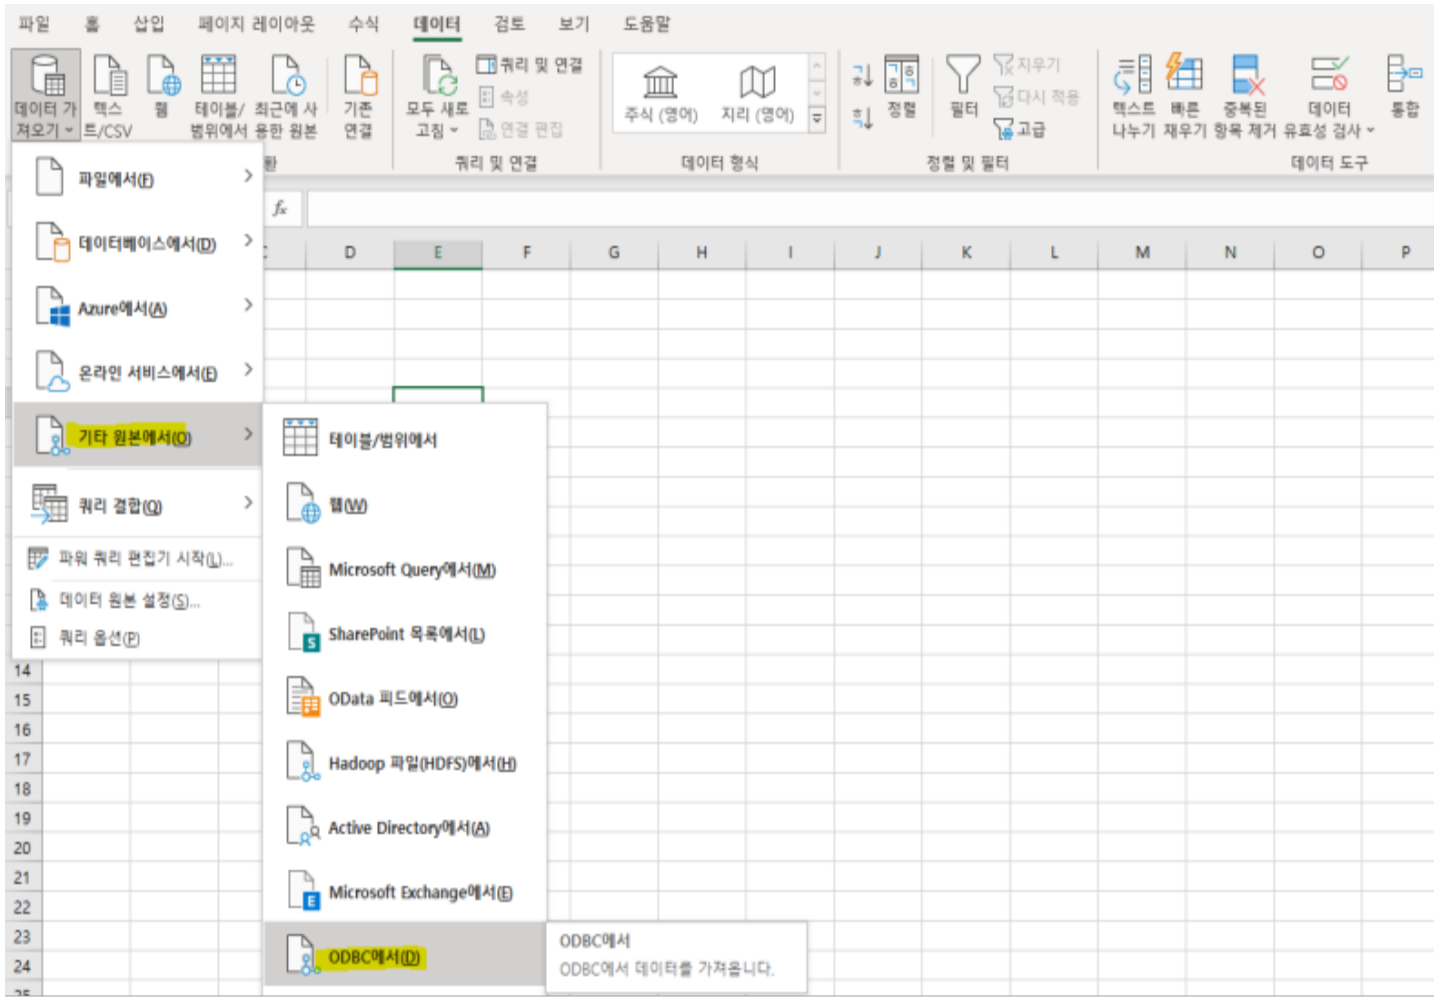 파일 홈 삽입 페이지 레이아웃 수식 데이터 검토 보기 도움말
데이터 가
져오기
텍스
트/CSV
웹
테이블/
범위에서
최근에 사
용한 원본
기존
연결
모두 새로
고침
쿼리 및 연결
속성
연결 편집
주식 (영어)
지리 (영어)
정렬
필터
지우기
다시 적용
고급
텍스트
나누기
빠른
채우기
중복된
항목 제거
데이터
유효성 검사
통합
환
쿼리 및 연결
데이터 형식
정렬 및 필터
데이터 도구
fx
C D E F G H I J K L M N O P
파일에서(F)
데이터베이스에서(D)
Azure에서(A)
온라인 서비스에서(E)
기타 원본에서(O)
쿼리 결합(Q)
파워 쿼리 편집기 시작(L)...
데이터 원본 설정(S)...
쿼리 옵션(P)
테이블/범위에서
웹(W)
Microsoft Query에서(M)
SharePoint 목록에서(L)
OData 피드에서(O)
Hadoop 파일(HDFS)에서(H)
Active Directory에서(A)
Microsoft Exchange에서(E)
ODBC에서(D)
ODBC에서
ODBC에서 데이터를 가져옵니다.
14
15
16
17
18
19
20
21
22
23
24
25